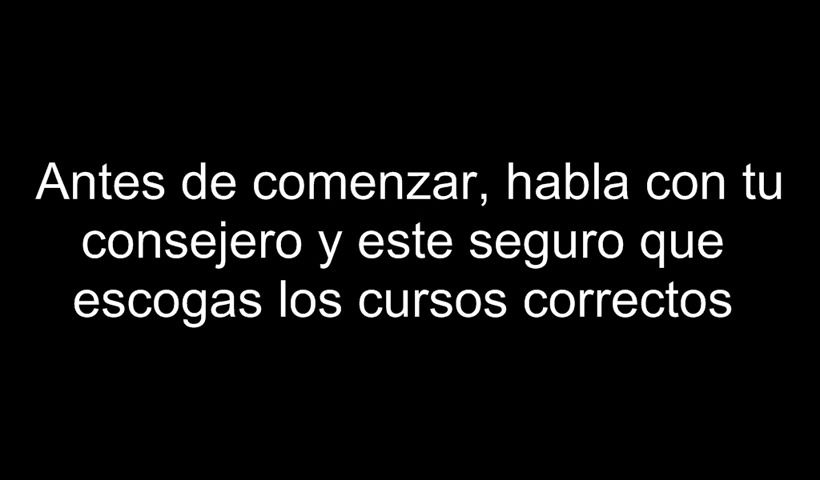 Antes de comenzar, habla con tu
consejero y este seguro que
escogas los cursos correctos